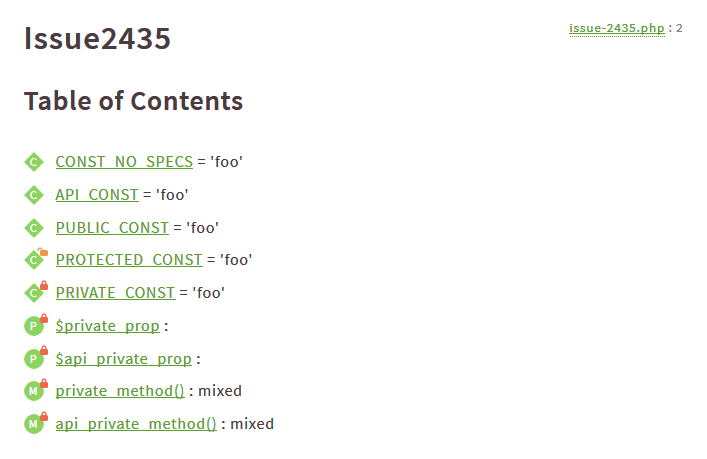 Issue2435
issue-2435.php : 2
Table of Contents
C CONST_NO_SPECS = 'foo'
C API_CONST = 'foo'
C PUBLIC_CONST = 'foo'
C PROTECTED_CONST = 'foo'
C PRIVATE_CONST = 'foo'
P $private_prop :
P $api_private_prop :
M private_method() : mixed
M api_private_method() : mixed